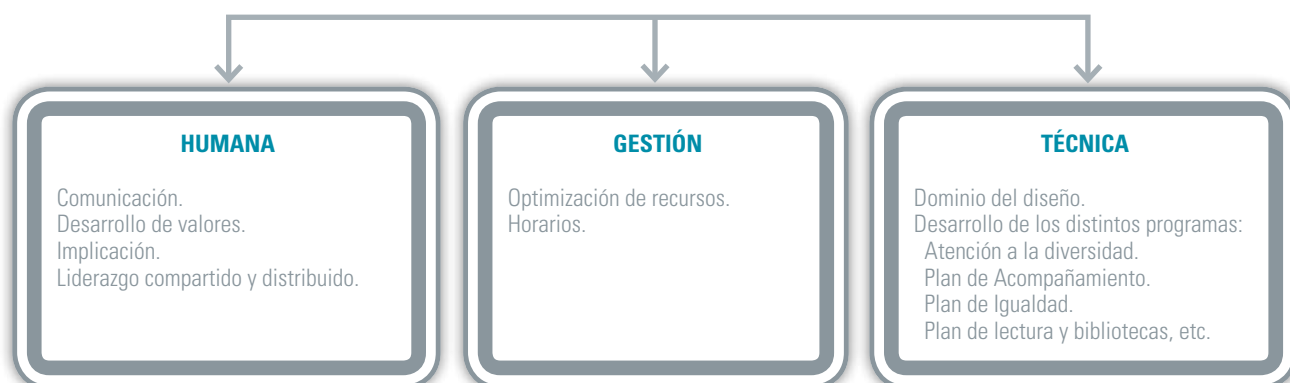 HUMANA
Comunicación.
Desarrollo de valores.
Implicación.
Liderazgo compartido y distribuido.
GESTIÓN
Optimización de recursos.
Horarios.
TÉCNICA
Dominio del diseño.
Desarrollo de los distintos programas:
Atención a la diversidad.
Plan de Acompañamiento.
Plan de Igualdad.
Plan de lectura y bibliotecas, etc.